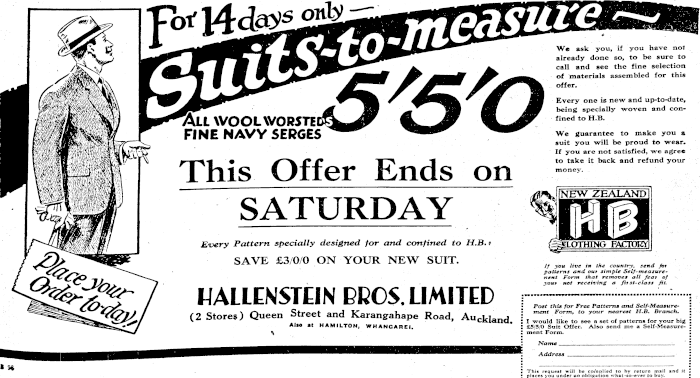 For 14 days only —
Suits-to-measure —
ALL WOOL WORSTEDS
FINE NAVY SERGES
5'5'0
This Offer Ends on
SATURDAY
Every Pattern specially designed for and confined to H.B.:
SAVE £3/0/0 ON YOUR NEW SUIT.
HALLENSTEIN BROS. LIMITED
(2 Stores) Queen Street and Karangahape Road, Auckland.
Also at HAMILTON, WHANGAREI.
Place your
Order to-day!
We ask you, if you have not
already done so, to be sure to
call and see the fine selection
of materials assembled for this
offer.
Every one is new and up-to-date,
being specially woven and con-
fined to H.B.
We guarantee to make you a
suit you will be proud to wear.
If you are not satisfied, we agree
to take it back and refund your
money.
NEW ZEALAND
HB
CLOTHING FACTORY
If you live in the country, send for
patterns and our simple Self-measure-
ment Form that removes all fear of
your not receiving a first-class fit.
Post this for Free Patterns and Self-Measure-
ment Form, to your nearest H.B. Branch.
I would like to see a set of patterns for your big
£5/5/0 Suit Offer. Also send me a Self-Measure-
ment Form.
Name
Address
This request will be complied to by return mail and it
places you under no obligation what-so-ever to buy.